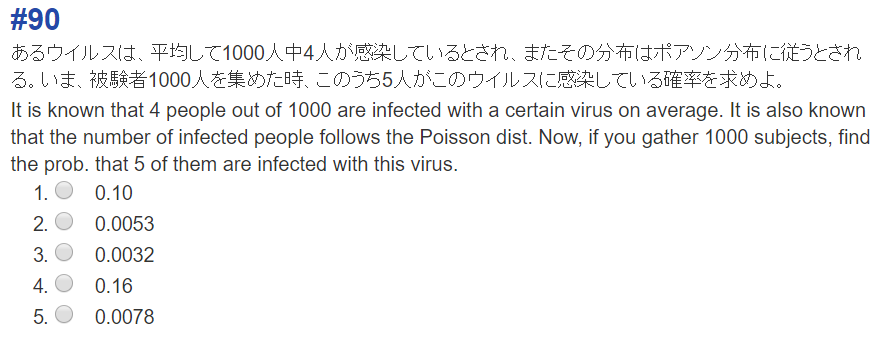 #90
あるウイルスは、平均して1000人中4人が感染しているとされ、またその分布はポアソン分布に従うとされ
る。いま、被験者1000人を集めた時、このうち5人がこのウイルスに感染している確率を求めよ。
It is known that 4 people out of 1000 are infected with a certain virus on average. It is also known
that the number of infected people follows the Poisson dist. Now, if you gather 1000 subjects, find
the prob. that 5 of them are infected with this virus.
1. 0.10
2. 0.0053
3. 0.0032
4. 0.16
5. 0.0078